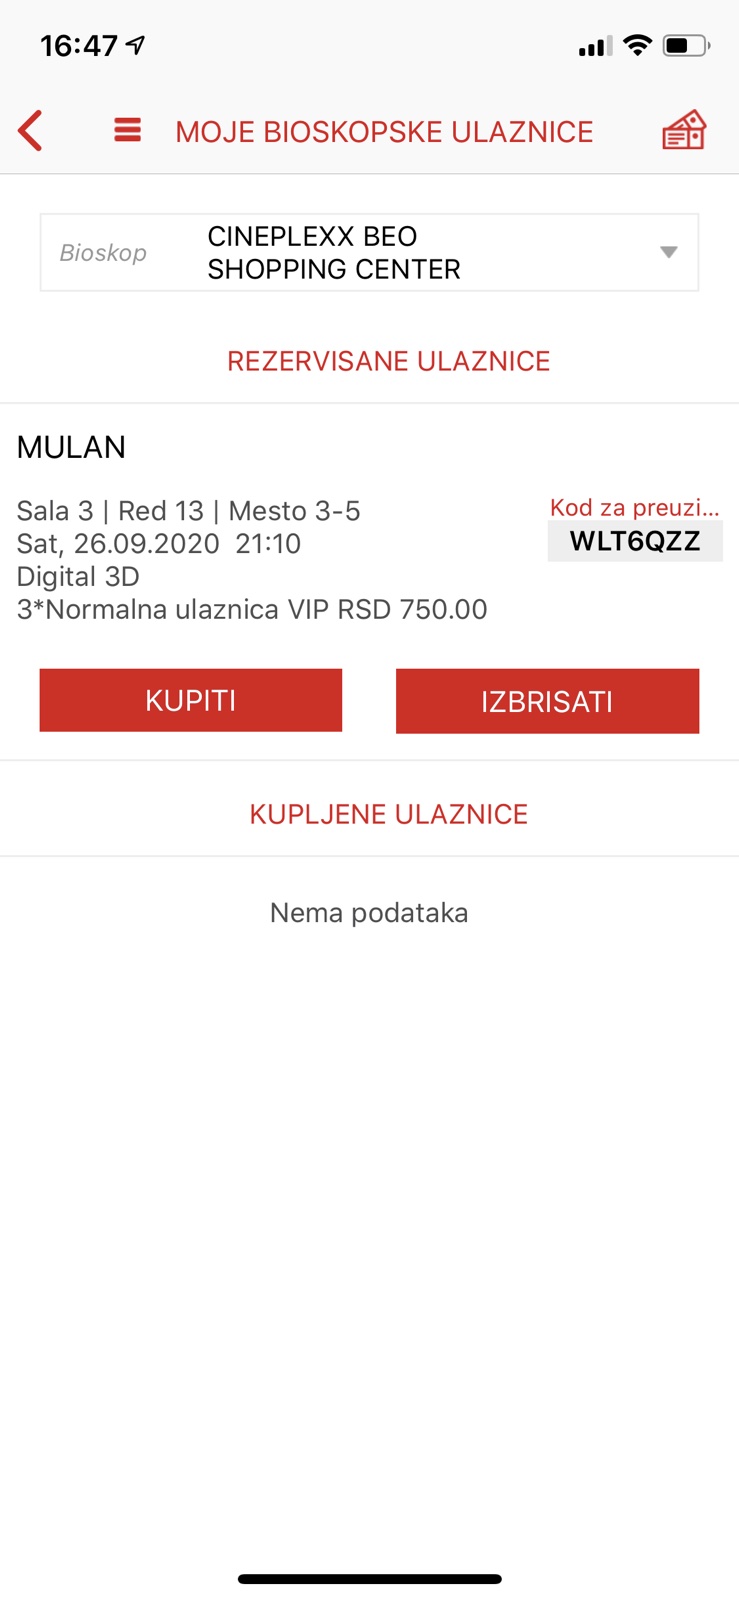 16:47
MOJE BIOSKOPSKE ULAZNICE
Bioskop
CINEPLEXX BEO
SHOPPING CENTER
REZERVISANE ULAZNICE
MULAN
Sala 3 | Red 13 | Mesto 3-5
Kod za preuzi...
Sat, 26.09.2020 21:10
WLT6QZZ
Digital 3D
3*Normalna ulaznica VIP RSD 750.00
KUPITI
IZBRISATI
KUPLJENE ULAZNICE
Nema podataka